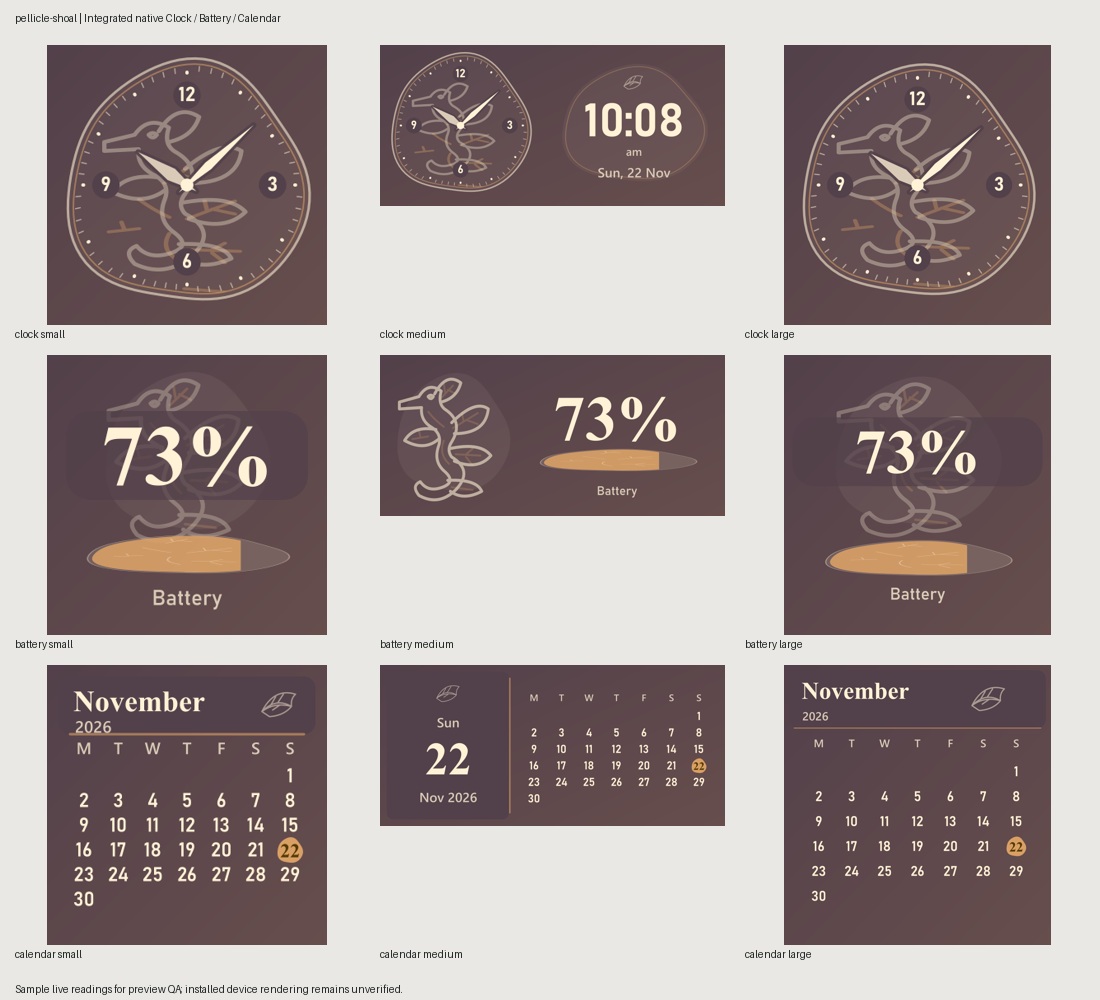 pellicle-shoal | Integrated native Clock / Battery / Calendar
12
9
3
6
clock small
12
9
3
6
10:08
am
Sun, 22 Nov
clock medium
12
9
3
6
clock large
73%
Battery
battery small
73%
Battery
battery medium
73%
Battery
battery large
November
2026
M T W T F S S
1
2 3 4 5 6 7 8
9 10 11 12 13 14 15
16 17 18 19 20 21 22
23 24 25 26 27 28 29
30
calendar small
Sun
22
Nov 2026
M T W T F S S
1
2 3 4 5 6 7 8
9 10 11 12 13 14 15
16 17 18 19 20 21 22
23 24 25 26 27 28 29
30
calendar medium
November
2026
M T W T F S S
1
2 3 4 5 6 7 8
9 10 11 12 13 14 15
16 17 18 19 20 21 22
23 24 25 26 27 28 29
30
calendar large
Sample live readings for preview QA; installed device rendering remains unverified.